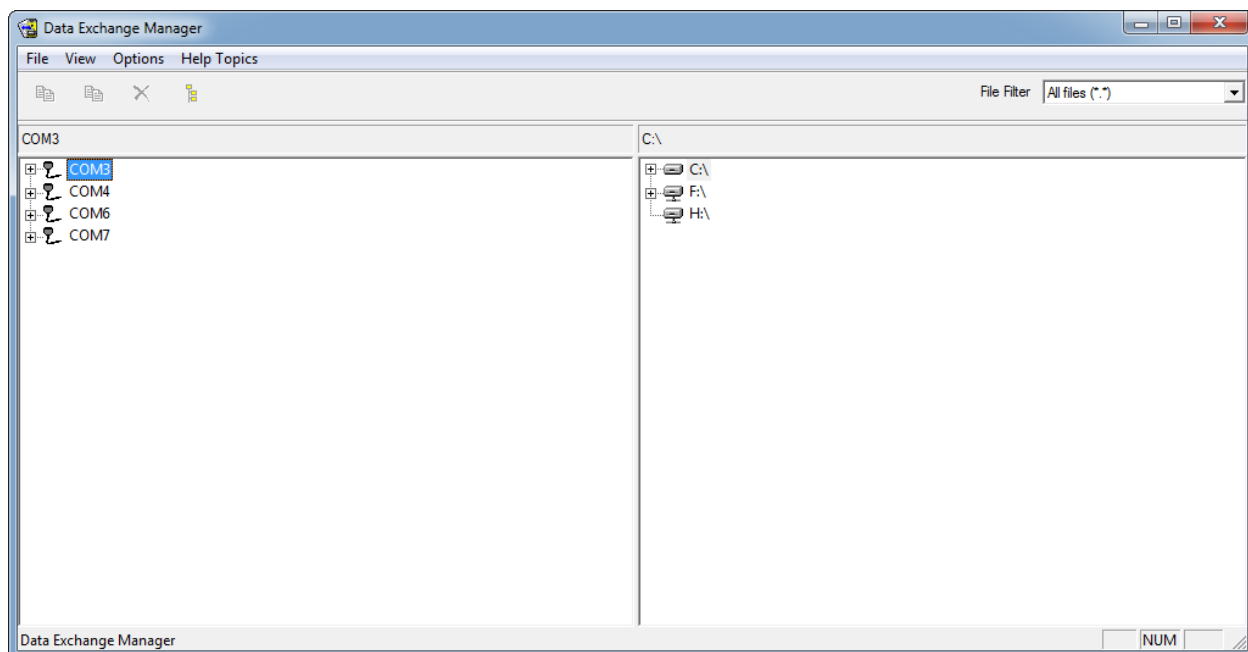 Data Exchange Manager
File View Options Help Topics
File Filter All files (*.*)
COM3 C:\
COM3 C:\
COM4 F:\
COM6 H:\
COM7
Data Exchange Manager NUM